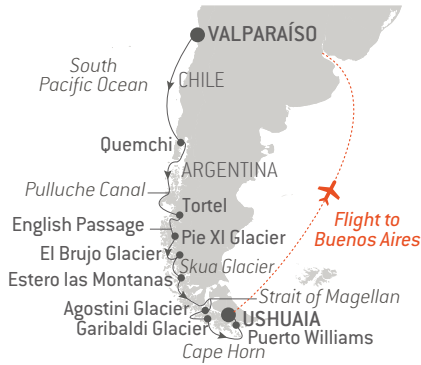 VALPARAÍSO
South
Pacific Ocean
CHILE
Quemchi
ARGENTINA
Pulluche Canal
Tortel
English Passage
Pie XI Glacier
Flight to
Buenos Aires
El Brujo Glacier
Skua Glacier
Estero las Montanas
Strait of Magellan
Agostini Glacier
USHUAIA
Garibaldi Glacier
Puerto Williams
Cape Horn